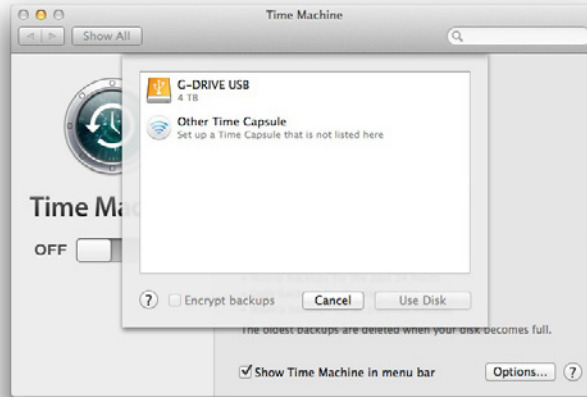 Time Machine
Show All
G-DRIVE USB
4 TB
Other Time Capsule
Set up a Time Capsule that is not listed here
Time Ma
OFF
? Encrypt backups Cancel Use Disk
The oldest backups are deleted when your disk becomes full.
Show Time Machine in menu bar Options... ?